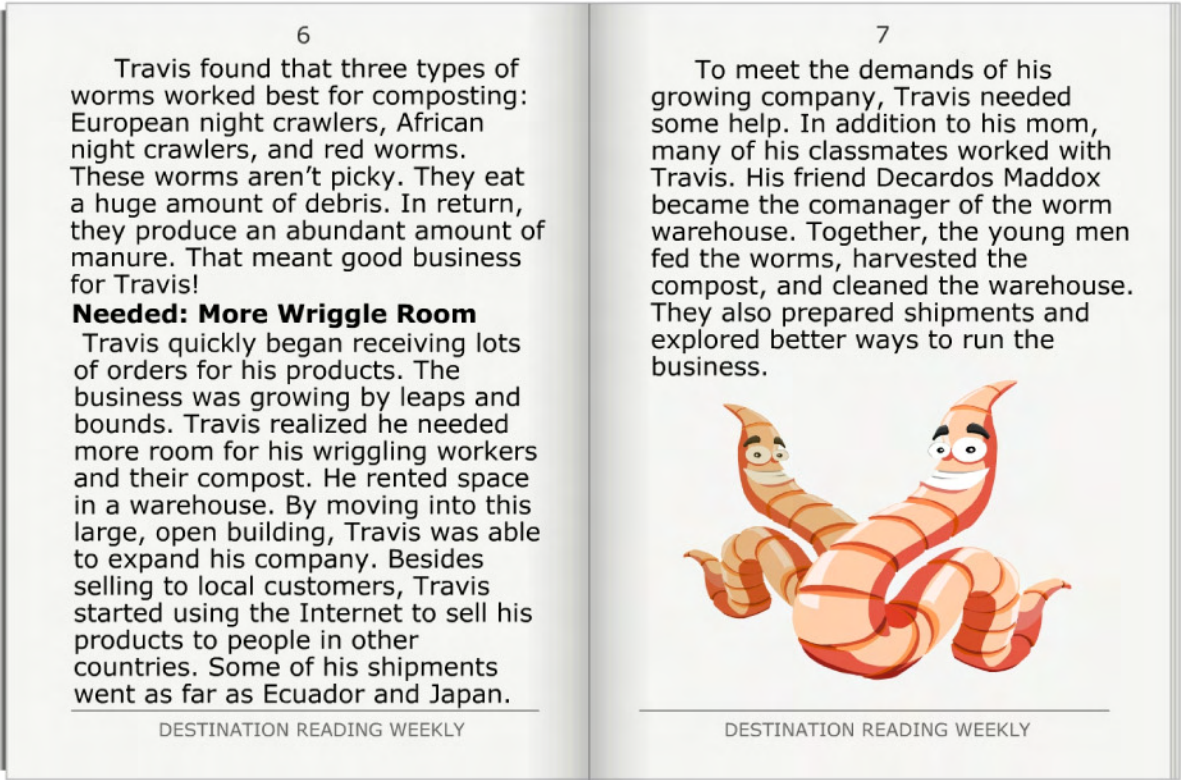 6
Travis found that three types of
worms worked best for composting:
European night crawlers, African
night crawlers, and red worms.
These worms aren’t picky. They eat
a huge amount of debris. In return,
they produce an abundant amount of
manure. That meant good business
for Travis!
Needed: More Wriggle Room
Travis quickly began receiving lots
of orders for his products. The
business was growing by leaps and
bounds. Travis realized he needed
more room for his wriggling workers
and their compost. He rented space
in a warehouse. By moving into this
large, open building, Travis was able
to expand his company. Besides
selling to local customers, Travis
started using the Internet to sell his
products to people in other
countries. Some of his shipments
went as far as Ecuador and Japan.
DESTINATION READING WEEKLY
7
To meet the demands of his
growing company, Travis needed
some help. In addition to his mom,
many of his classmates worked with
Travis. His friend Decardos Maddox
became the comanager of the worm
warehouse. Together, the young men
fed the worms, harvested the
compost, and cleaned the warehouse.
They also prepared shipments and
explored better ways to run the
business.
DESTINATION READING WEEKLY